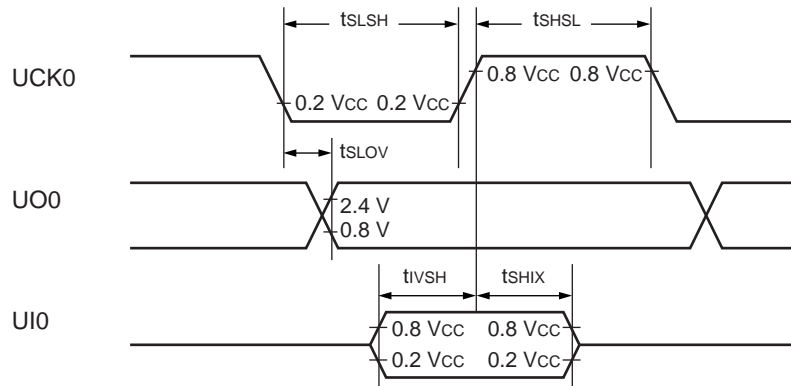 tSLSH tSHSL
UCK0
0.8 VCC 0.8 VCC
0.2 VCC 0.2 VCC
tSLOV
UO0
2.4 V
0.8 V
tIVSH tSHIX
UI0
0.8 VCC 0.8 VCC
0.2 VCC 0.2 VCC